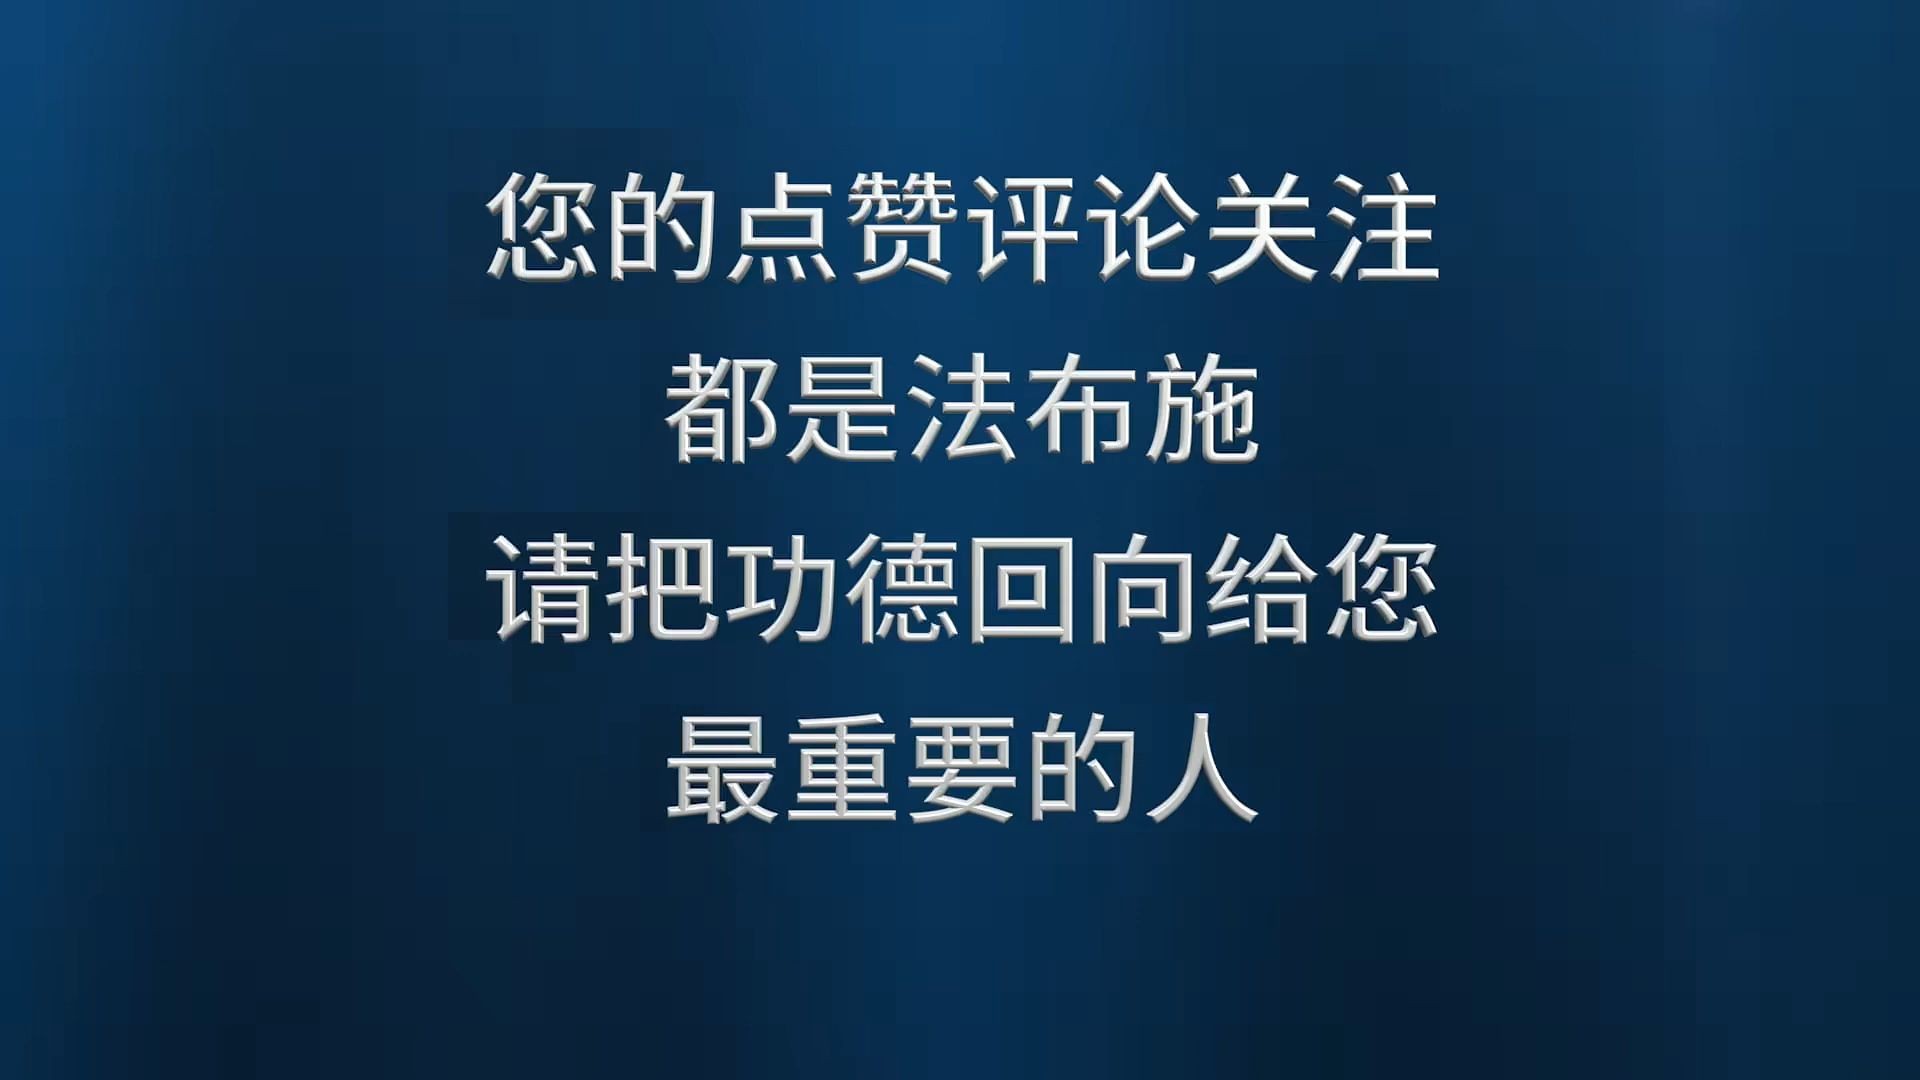 您的点赞评论关注
都是法布施
请把功德回向给您
最重要的人